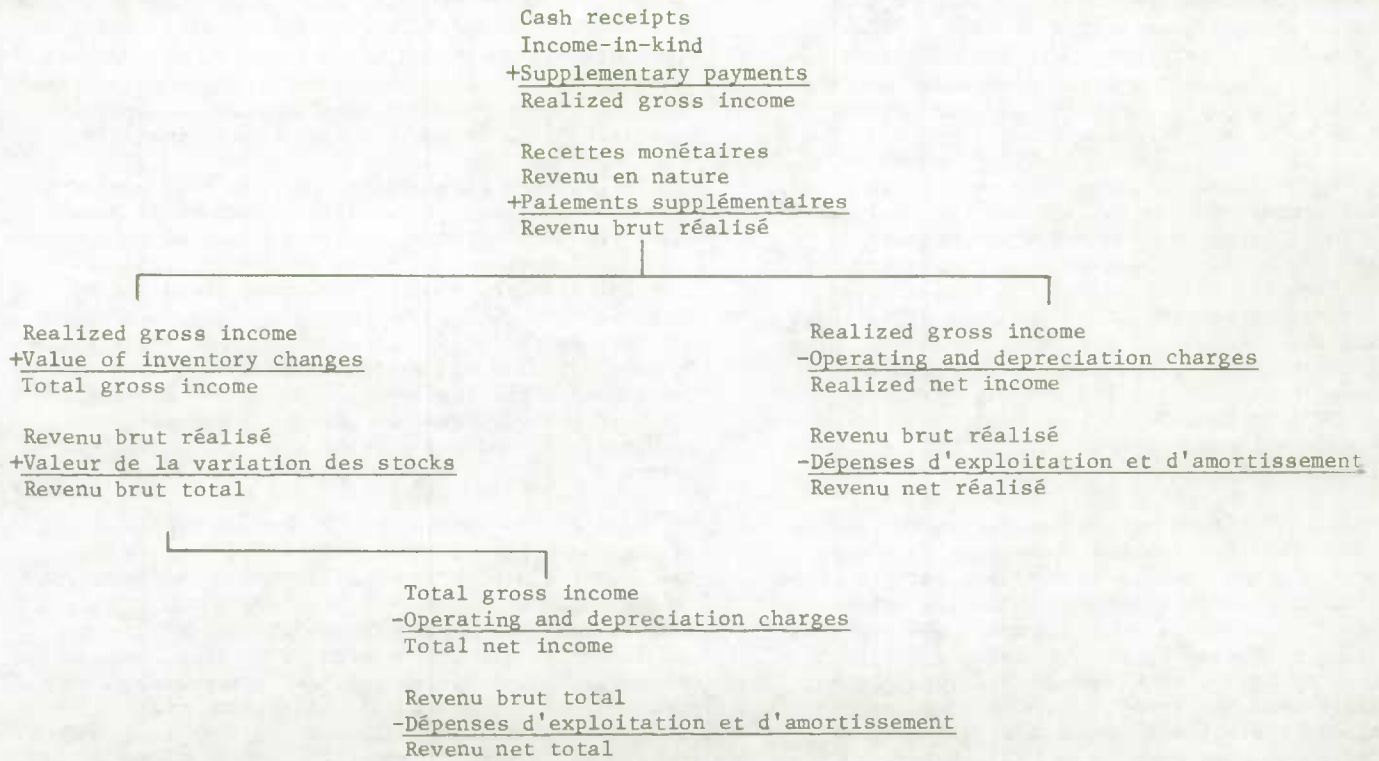 Cash receipts
Income-in-kind
+Supplementary payments
Realized gross income
Recettes monétaires
Revenu en nature
+Paiements supplémentaires
Revenu brut réalisé
Realized gross income
+Value of inventory changes
Total gross income
Revenu brut réalisé
+Valeur de la variation des stocks
Revenu brut total
Realized gross income
-Operating and depreciation charges
Realized net income
Revenu brut réalisé
-Dépenses d'exploitation et d'amortissement
Revenu net réalisé
Total gross income
-Operating and depreciation charges
Total net income
Revenu brut total
-Dépenses d'exploitation et d'amortissement
Revenu net total